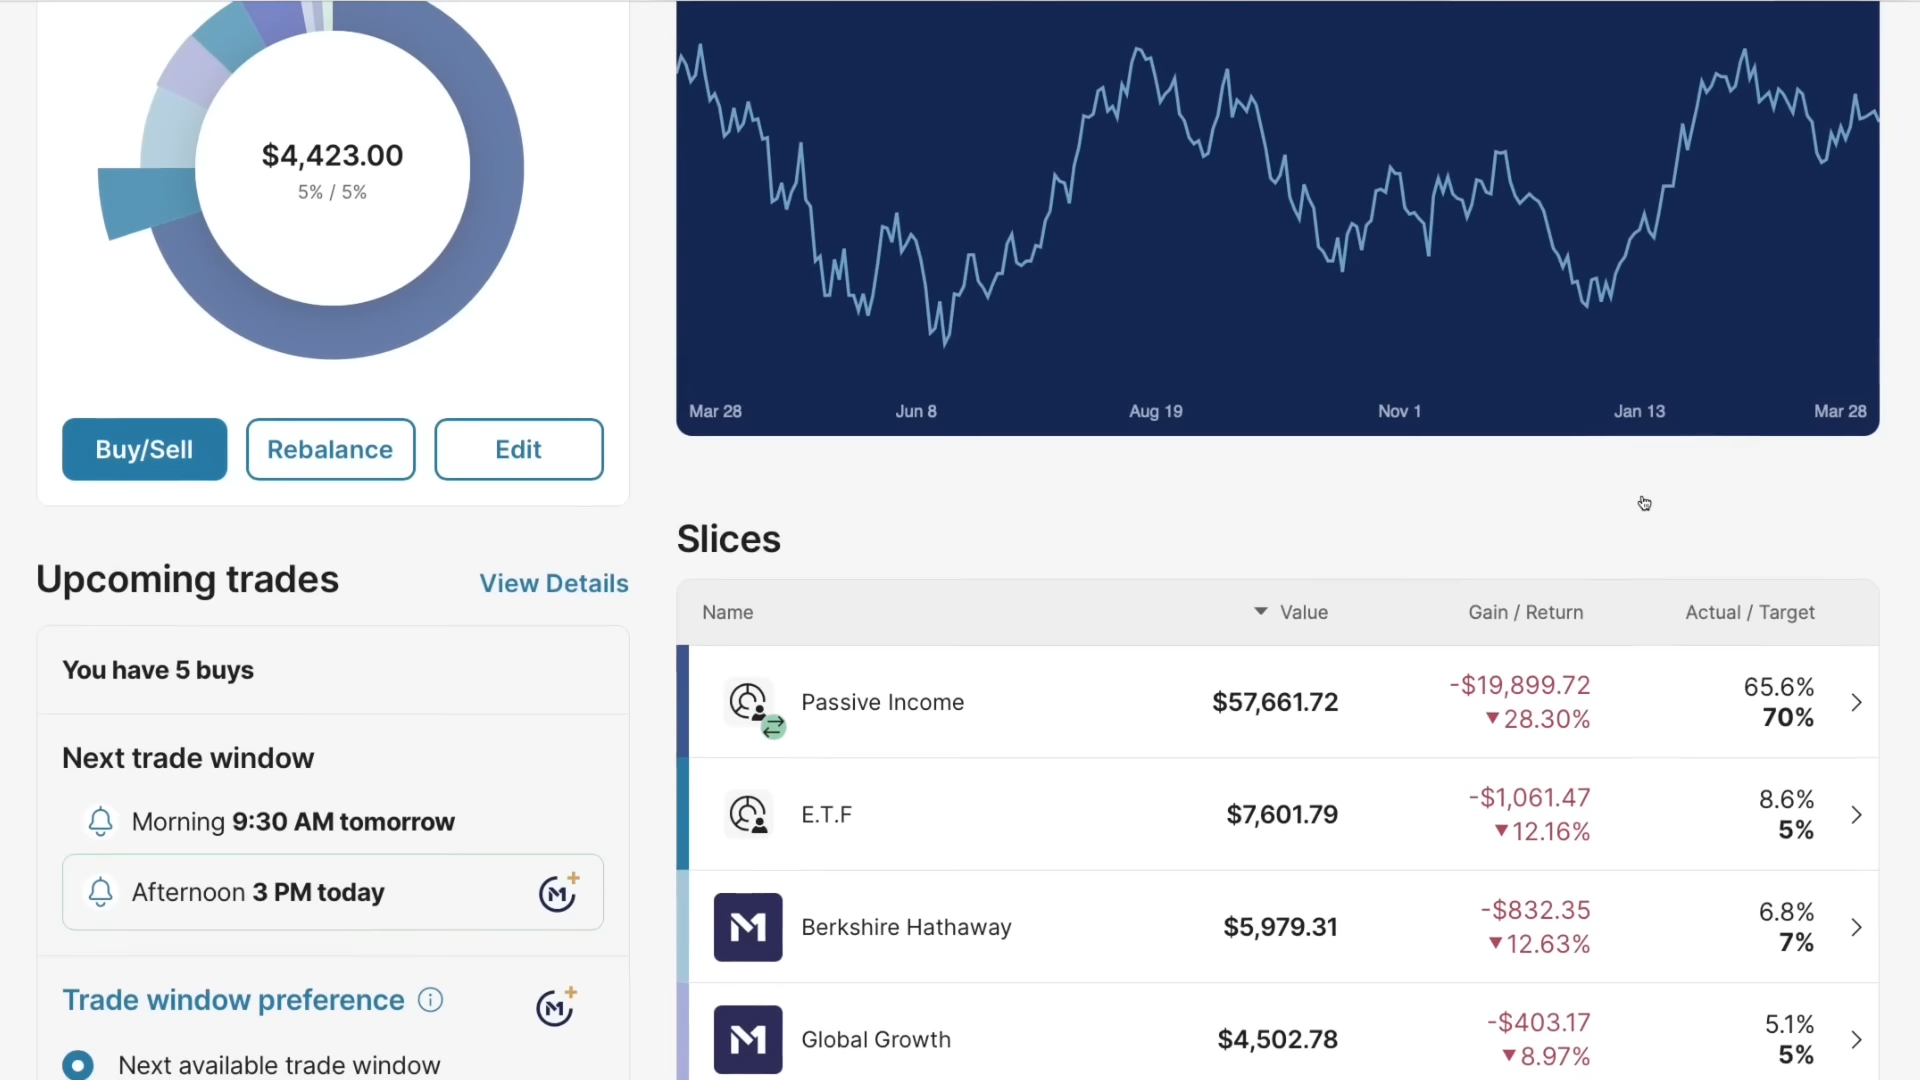 $4,423.00
5% / 5%
Buy/Sell
Rebalance
Edit
Upcoming trades
View Details
You have 5 buys
Next trade window
Morning 9:30 AM tomorrow
Afternoon 3 PM today
Trade window preference
Next available trade window
Mar 28
Jun 8
Aug 19
Nov 1
Jan 13
Mar 28
Slices
Name
Value
Gain / Return
Actual / Target
Passive Income
$57,661.72
-$19,899.72
28.30%
65.6%
70%
E.T.F
$7,601.79
-$1,061.47
12.16%
8.6%
5%
Berkshire Hathaway
$5,979.31
-$832.35
12.63%
6.8%
7%
Global Growth
$4,502.78
-$403.17
8.97%
5.1%
5%